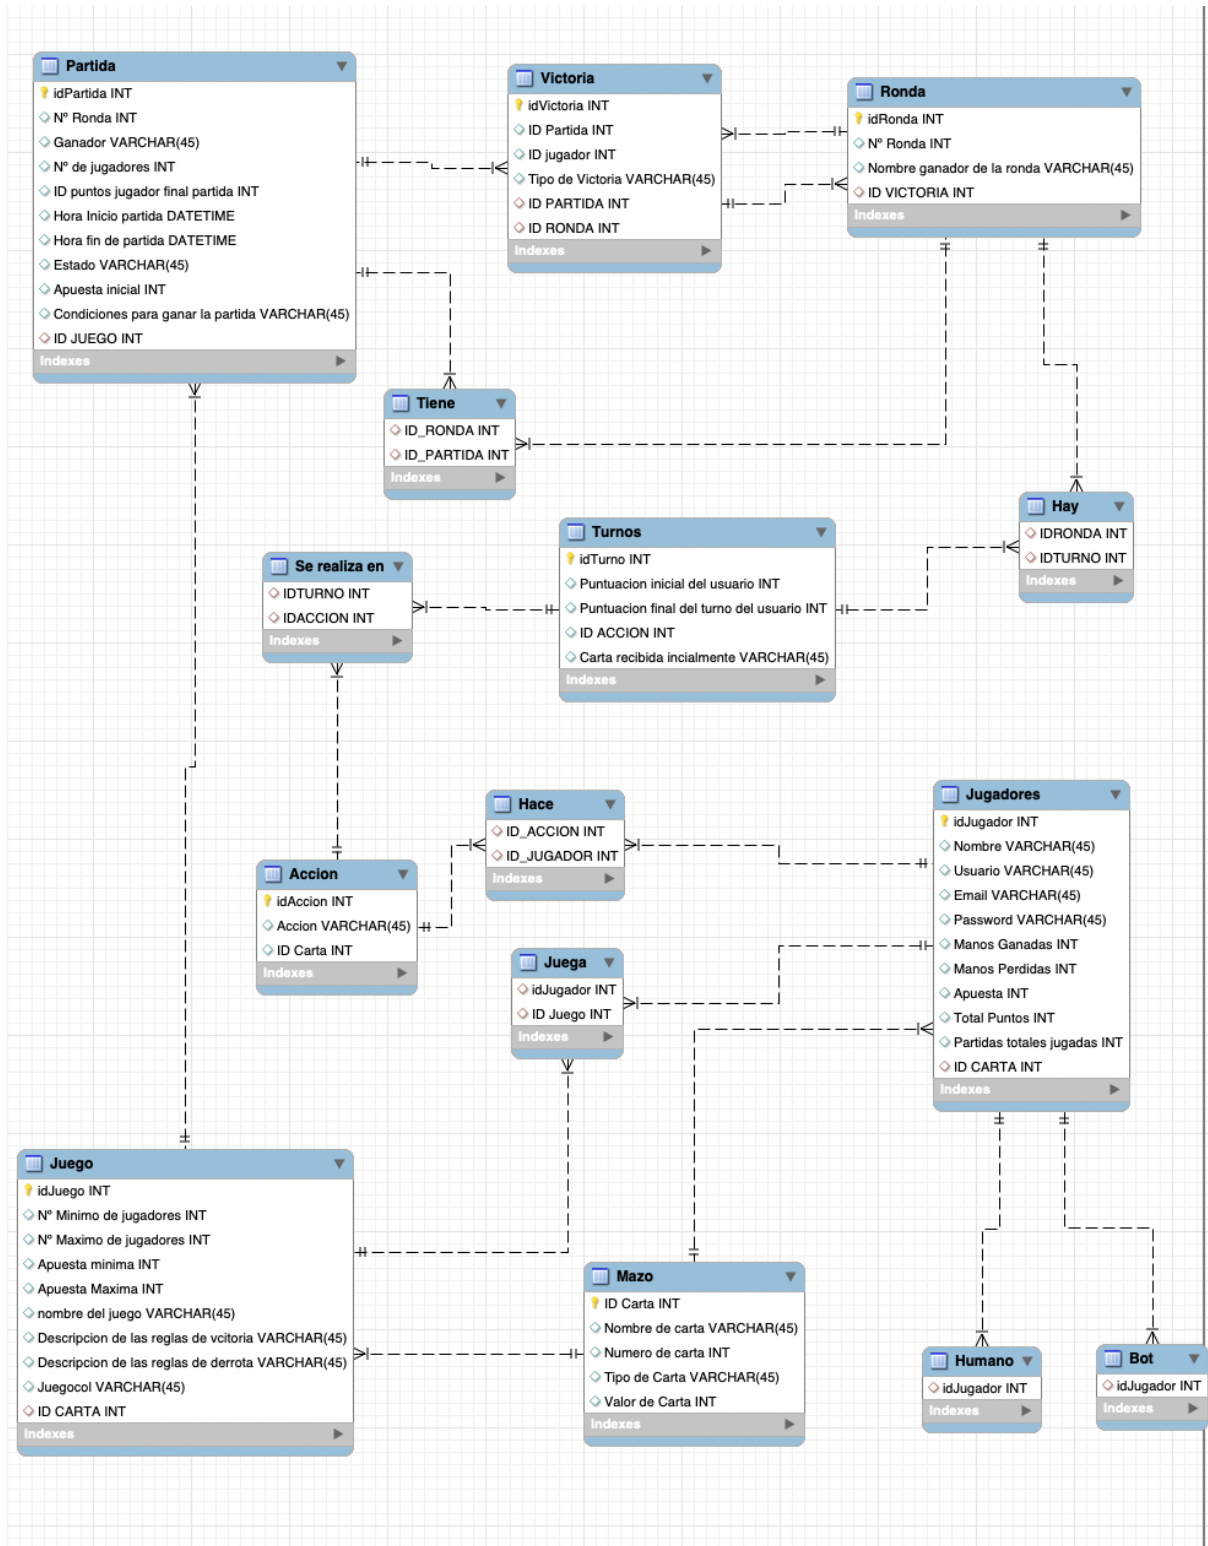 Partida
idPartida INT
Nº Ronda INT
Ganador VARCHAR(45)
Nº de jugadores INT
ID puntos jugador final partida INT
Hora Inicio partida DATETIME
Hora fin de partida DATETIME
Estado VARCHAR(45)
Apuesta inicial INT
Condiciones para ganar la partida VARCHAR(45)
ID JUEGO INT
Indexes
Victoria
idVictoria INT
ID Partida INT
ID jugador INT
Tipo de Victoria VARCHAR(45)
ID PARTIDA INT
ID RONDA INT
Indexes
Ronda
idRonda INT
Nº Ronda INT
Nombre ganador de la ronda VARCHAR(45)
ID VICTORIA INT
Indexes
Tiene
ID_RONDA INT
ID_PARTIDA INT
Indexes
Hay
IDRONDA INT
IDTURNO INT
Indexes
Turnos
idTurno INT
Puntuacion inicial del usuario INT
Puntuacion final del turno del usuario INT
ID ACCION INT
Carta recibida incialmente VARCHAR(45)
Indexes
Se realiza en
IDTURNO INT
IDACCION INT
Indexes
Hace
ID_ACCION INT
ID_JUGADOR INT
Indexes
Jugadores
idJugador INT
Nombre VARCHAR(45)
Usuario VARCHAR(45)
Email VARCHAR(45)
Password VARCHAR(45)
Manos Ganadas INT
Manos Perdidas INT
Apuesta INT
Total Puntos INT
Partidas totales jugadas INT
ID CARTA INT
Indexes
Accion
idAccion INT
Accion VARCHAR(45)
ID Carta INT
Indexes
Juega
idJugador INT
ID Juego INT
Indexes
Juego
idJuego INT
Nº Minimo de jugadores INT
Nº Maximo de jugadores INT
Apuesta minima INT
Apuesta Maxima INT
nombre del juego VARCHAR(45)
Descripcion de las reglas de vcitoria VARCHAR(45)
Descripcion de las reglas de derrota VARCHAR(45)
Juegocol VARCHAR(45)
ID CARTA INT
Indexes
Mazo
ID Carta INT
Nombre de carta VARCHAR(45)
Numero de carta INT
Tipo de Carta VARCHAR(45)
Valor de Carta INT
Indexes
Humano
idJugador INT
Indexes
Bot
idJugador INT
Indexes